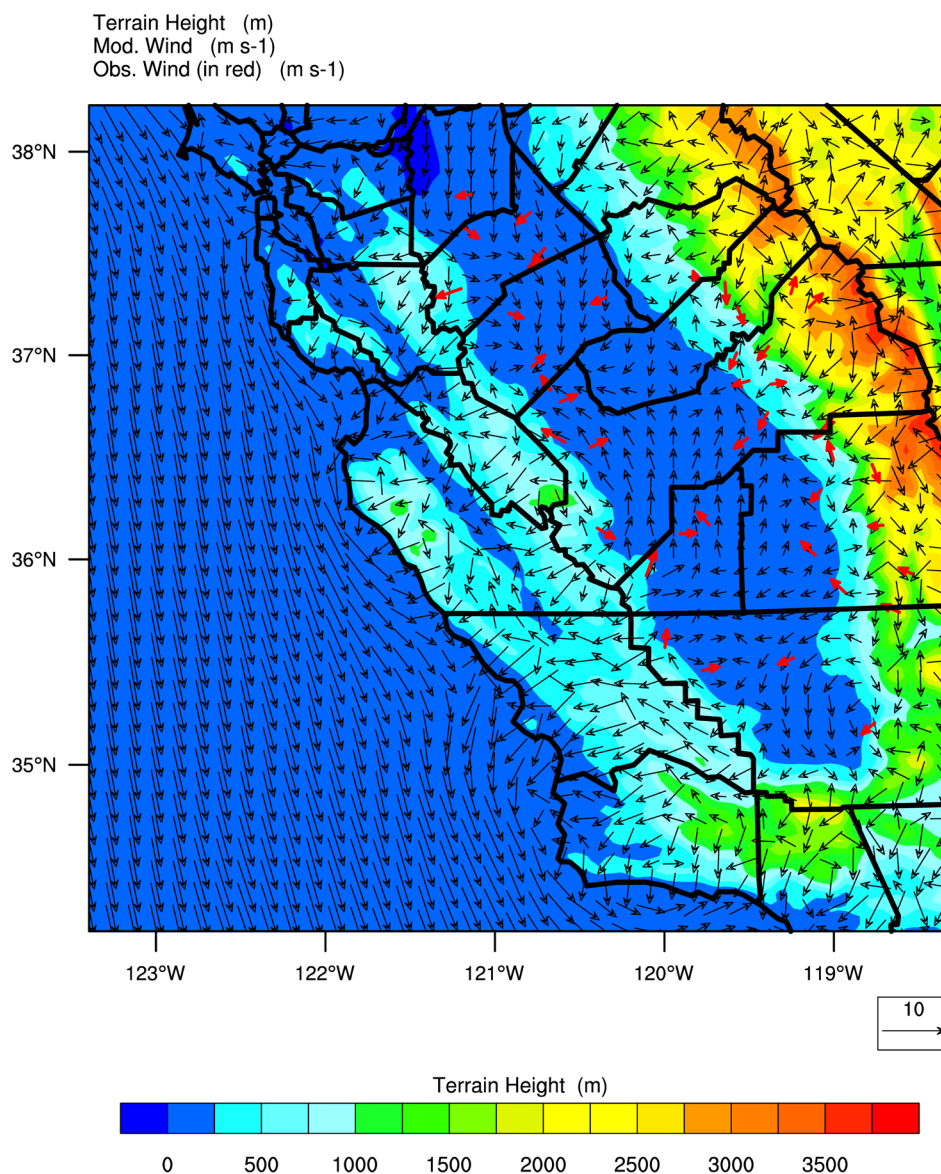 Terrain Height (m)
Mod. Wind (m s-1)
Obs. Wind (in red) (m s-1)
38°N
37°N
36°N
35°N
123°W 122°W 121°W 120°W 119°W
10
Terrain Height (m)
0 500 1000 1500 2000 2500 3000 3500